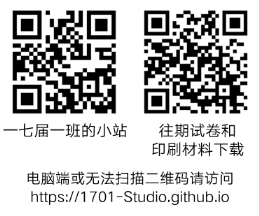 一七届一班的小站
往期试卷和
印刷材料下载
电脑端或无法扫描二维码请访问
https://1701-Studio.github.io